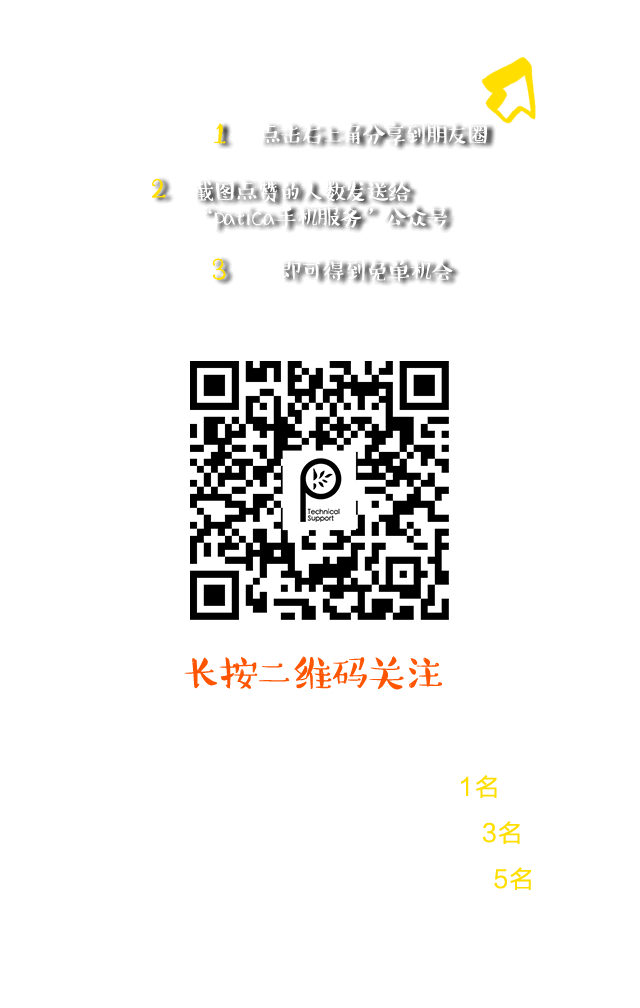 1 点击右上角分享到朋友圈
2 截图点赞的人数发送给
“patica手机服务”公众号
3 即可得到免单机会
Technical
Support
长按二维码关注
1名
3名
5名